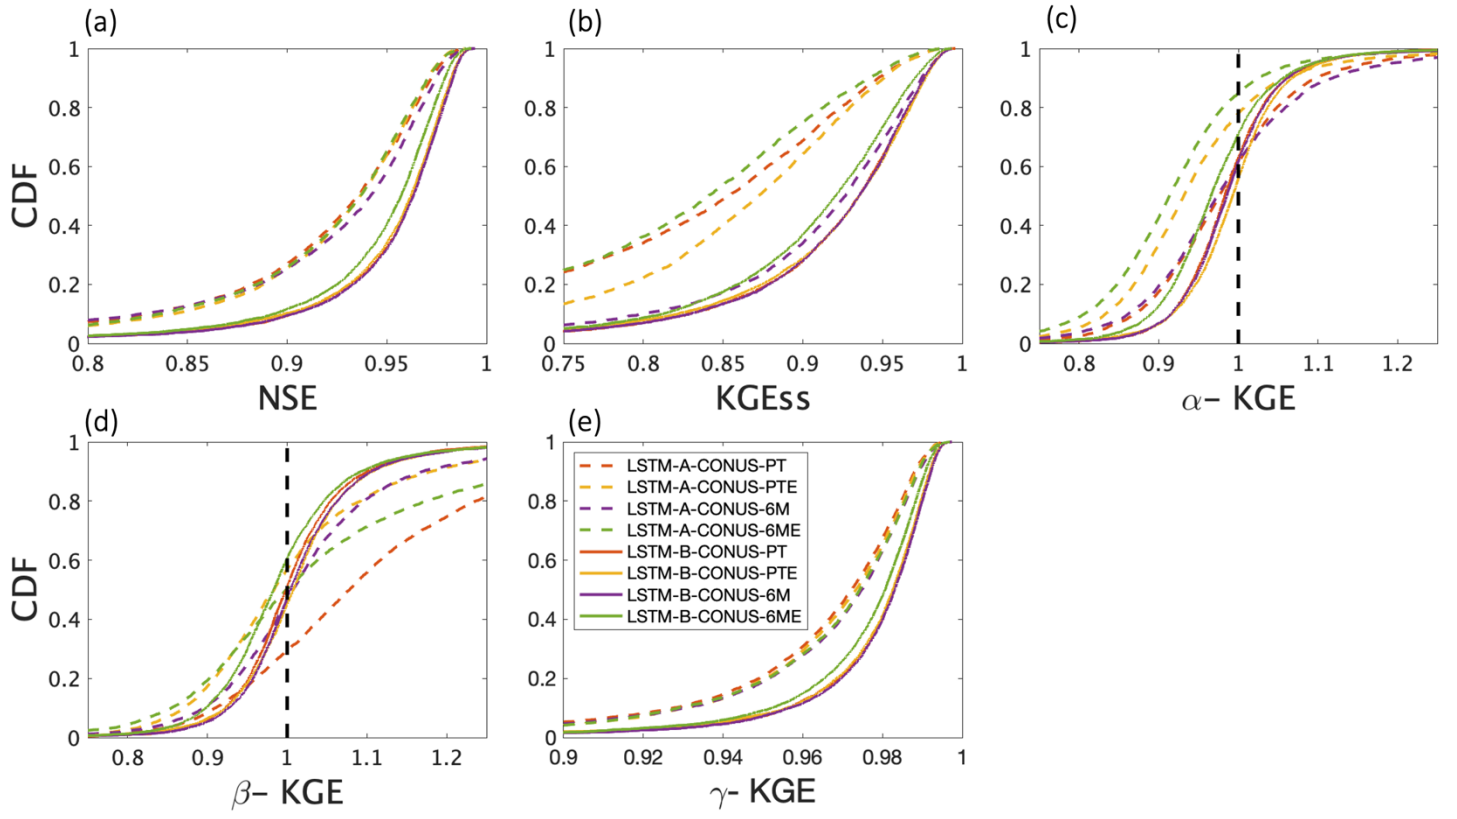 (a)
1
0.8
0.6
0.4
0.2
0
CDF
0.8 0.85 0.9 0.95 1
NSE
(b)
1
0.8
0.6
0.4
0.2
0
0.75 0.8 0.85 0.9 0.95 1
KGEss
(c)
1
0.8
0.6
0.4
0.2
0
0.8 0.9 1 1.1 1.2
α- KGE
(d)
1
0.8
0.6
0.4
0.2
0
CDF
0.8 0.9 1 1.1 1.2
β- KGE
(e)
1
0.8
0.6
0.4
0.2
0
LSTM-A-CONUS-PT
LSTM-A-CONUS-PTE
LSTM-A-CONUS-6M
LSTM-A-CONUS-6ME
LSTM-B-CONUS-PT
LSTM-B-CONUS-PTE
LSTM-B-CONUS-6M
LSTM-B-CONUS-6ME
0.9 0.92 0.94 0.96 0.98 1
γ- KGE